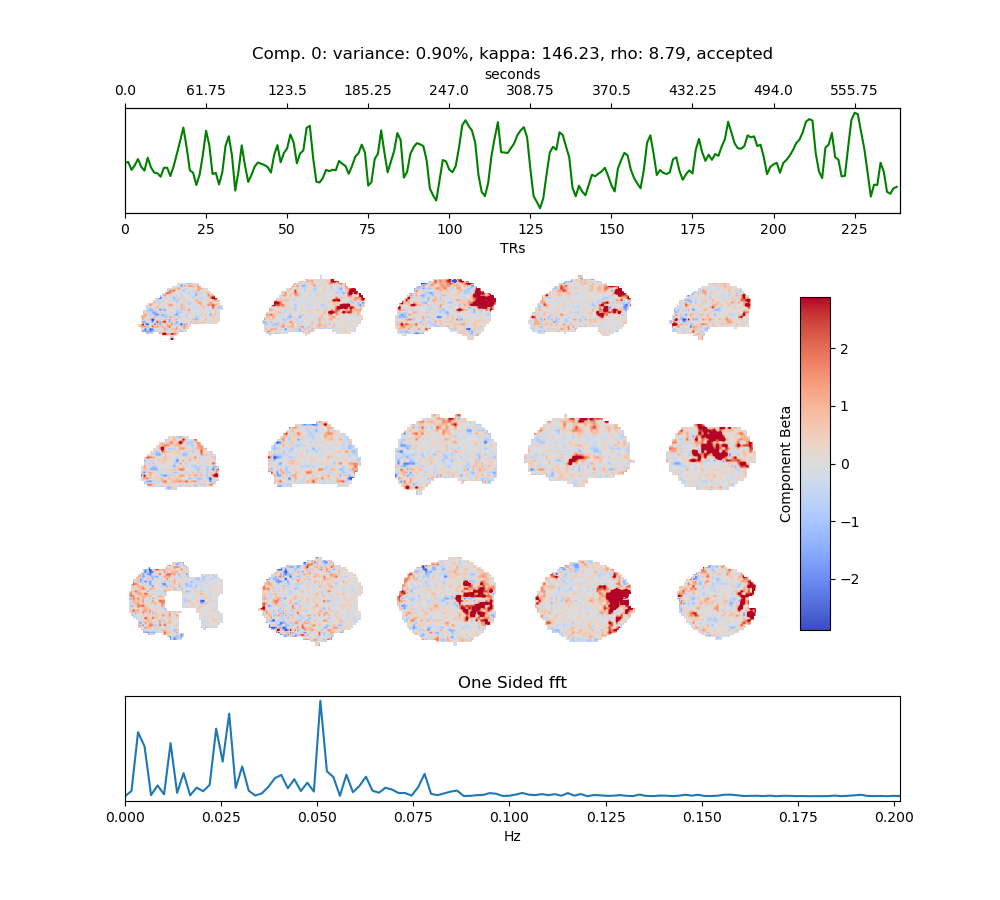 Comp. 0: variance: 0.90%, kappa: 146.23, rho: 8.79, accepted
seconds
0.0 61.75 123.5 185.25 247.0 308.75 370.5 432.25 494.0 555.75
0 25 50 75 100 125 150 175 200 225
TRs
2
1
0
−1
−2
Component Beta
One Sided fft
0.000 0.025 0.050 0.075 0.100 0.125 0.150 0.175 0.200
Hz